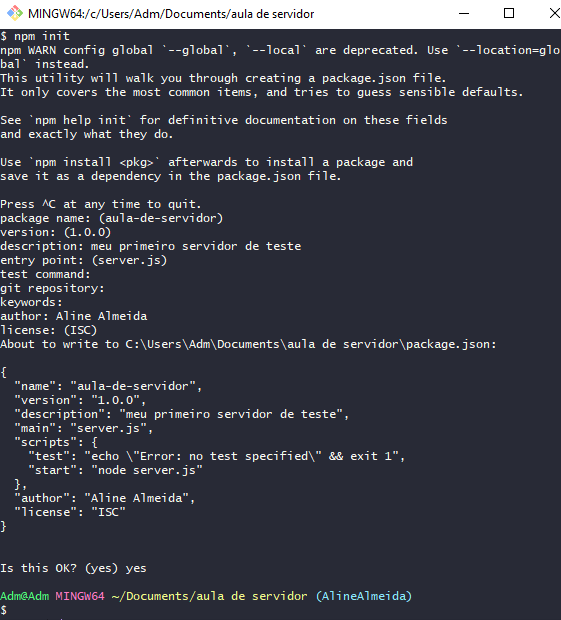 MINGW64:/c/Users/Adm/Documents/aula de servidor
$ npm init
npm WARN config global `--global`, `--local` are deprecated. Use `--location=glo
bal` instead.
This utility will walk you through creating a package.json file.
It only covers the most common items, and tries to guess sensible defaults.
See `npm help init` for definitive documentation on these fields
and exactly what they do.
Use `npm install <pkg>` afterwards to install a package and
save it as a dependency in the package.json file.
Press ^C at any time to quit.
package name: (aula-de-servidor)
version: (1.0.0)
description: meu primeiro servidor de teste
entry point: (server.js)
test command:
git repository:
keywords:
author: Aline Almeida
license: (ISC)
About to write to C:\Users\Adm\Documents\aula de servidor\package.json:
{
  "name": "aula-de-servidor",
  "version": "1.0.0",
  "description": "meu primeiro servidor de teste",
  "main": "server.js",
  "scripts": {
    "test": "echo \"Error: no test specified\" && exit 1",
    "start": "node server.js"
  },
  "author": "Aline Almeida",
  "license": "ISC"
}
Is this OK? (yes) yes
Adm@Adm MINGW64 ~/Documents/aula de servidor (AlineAlmeida)
$